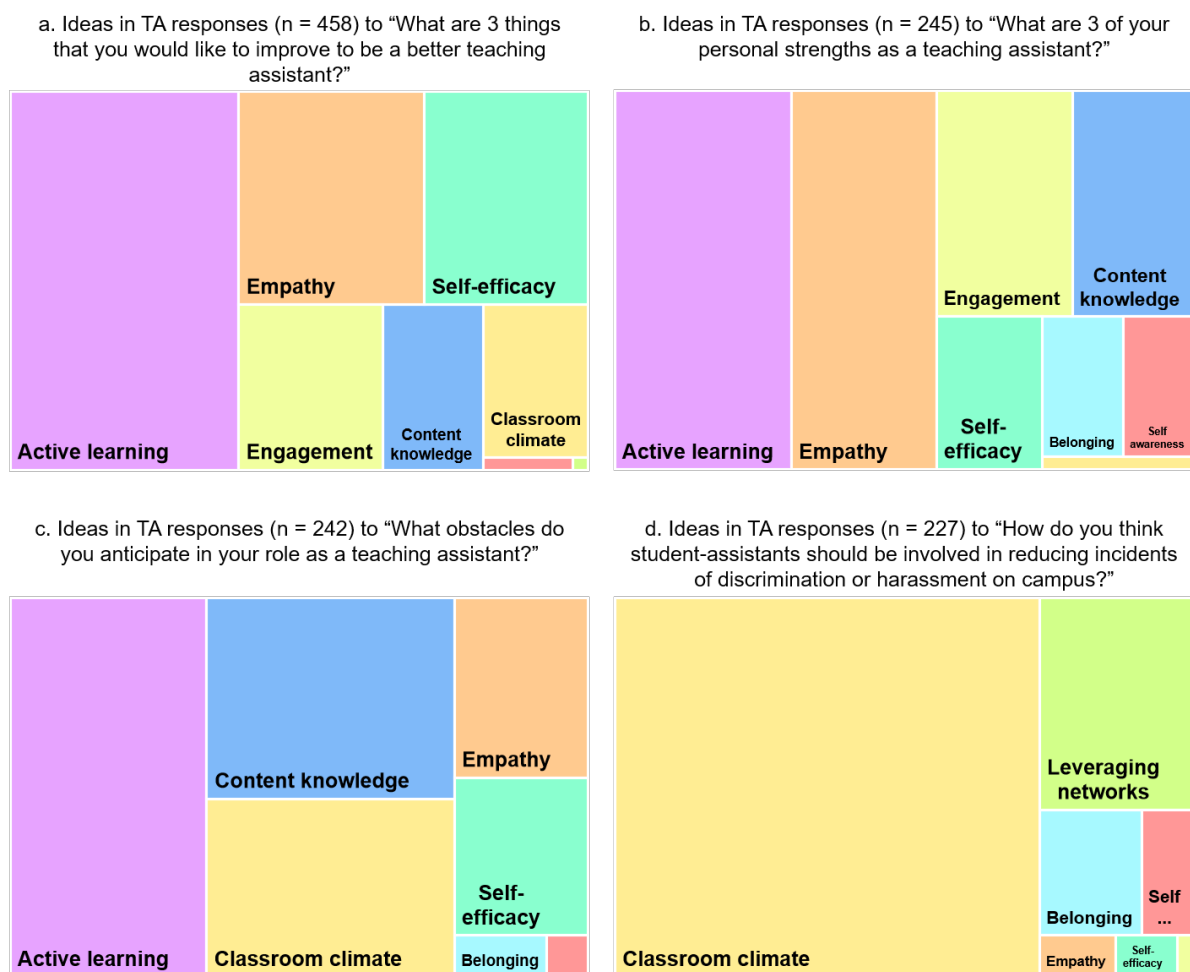 a. Ideas in TA responses (n = 458) to “What are 3 things
that you would like to improve to be a better teaching
assistant?”
Empathy
Self-efficacy
Active learning
Engagement
Content
knowledge
Classroom
climate
b. Ideas in TA responses (n = 245) to “What are 3 of your
personal strengths as a teaching assistant?”
Active learning
Empathy
Engagement
Content
knowledge
Self-
efficacy
Belonging
Self
awareness
c. Ideas in TA responses (n = 242) to “What obstacles do
you anticipate in your role as a teaching assistant?”
Active learning
Content knowledge
Classroom climate
Empathy
Self-
efficacy
Belonging
d. Ideas in TA responses (n = 227) to “How do you think
student-assistants should be involved in reducing incidents
of discrimination or harassment on campus?”
Classroom climate
Leveraging
networks
Belonging
Self
...
Empathy
Self-
efficacy